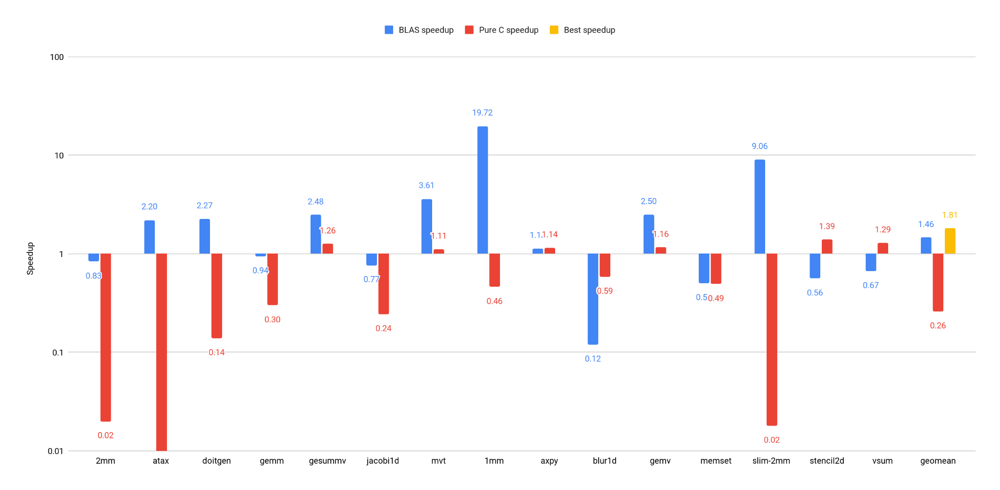 BLAS speedup Pure C speedup Best speedup
100
19.72
10
9.06
3.61
2.20 2.27 2.48 2.50
1.81
1.46
1.26 1.11 1.14 1.16 1.39 1.29
Speedup
1
0.83 0.94 0.77 0.59 0.56 0.67
0.30 0.24 0.46 0.49 0.26
0.1
0.14 0.12
0.02 0.02
0.01
2mm atax doitgen gemm gesummv jacobi1d mvt 1mm axpy blur1d gemv memset slim-2mm stencil2d vsum geomean